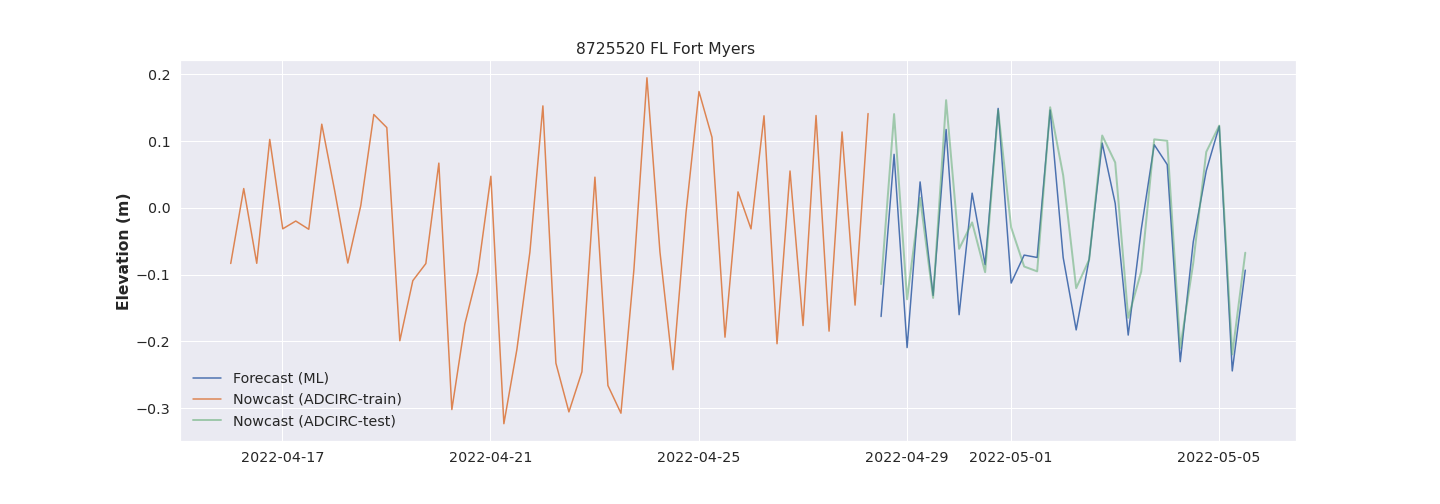 8725520 FL Fort Myers
Elevation (m)
0.2
0.1
0.0
−0.1
−0.2
−0.3
Forecast (ML)
Nowcast (ADCIRC-train)
Nowcast (ADCIRC-test)
2022-04-17 2022-04-21 2022-04-25 2022-04-29 2022-05-01 2022-05-05